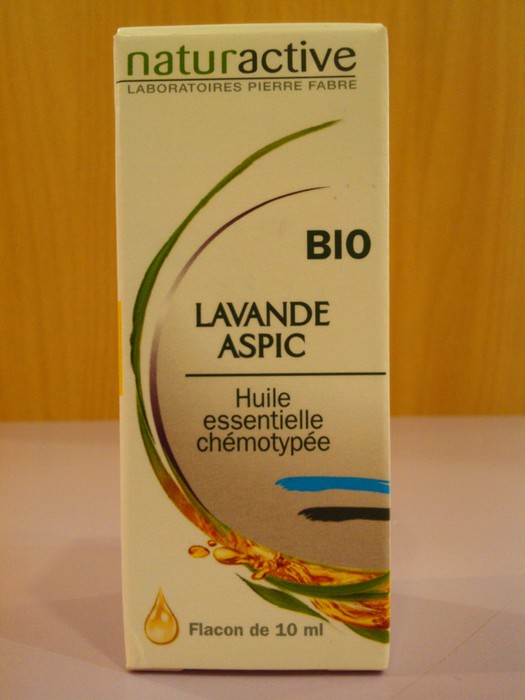 naturactive
LABORATOIRES PIERRE FABRE
BIO
LAVANDE
ASPIC
Huile
essentielle
chémotypée
Flacon de 10 ml